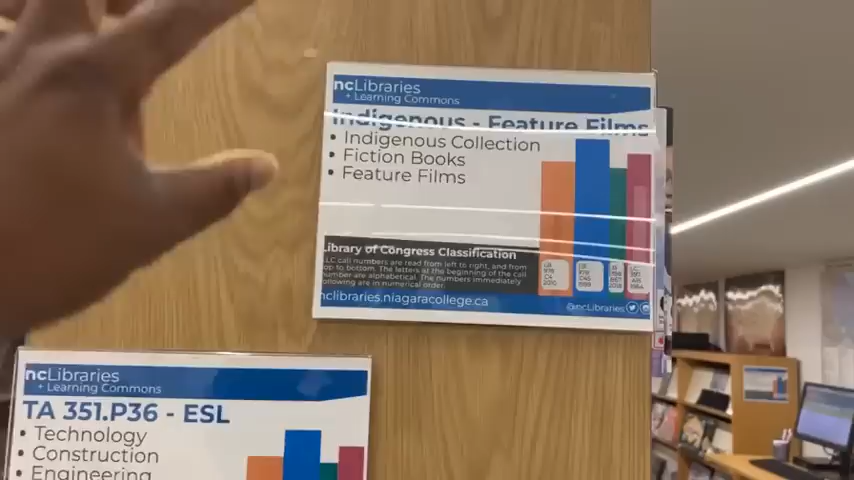 ncLibraries
+ Learning Commons
Indigenous - Feature Films
• Indigenous Collection
• Fiction Books
• Feature Films
Library of Congress Classification
LC call numbers are read from left to right, and from
top to bottom. The letters at the beginning of the call
number are alphabetical. The numbers immediately
following are in numerical order.
nclibraries.niagaracollege.ca
@ncLibraries
ncLibraries
+ Learning Commons
TA 351.P36 - ESL
• Technology
• Construction
• Engineering